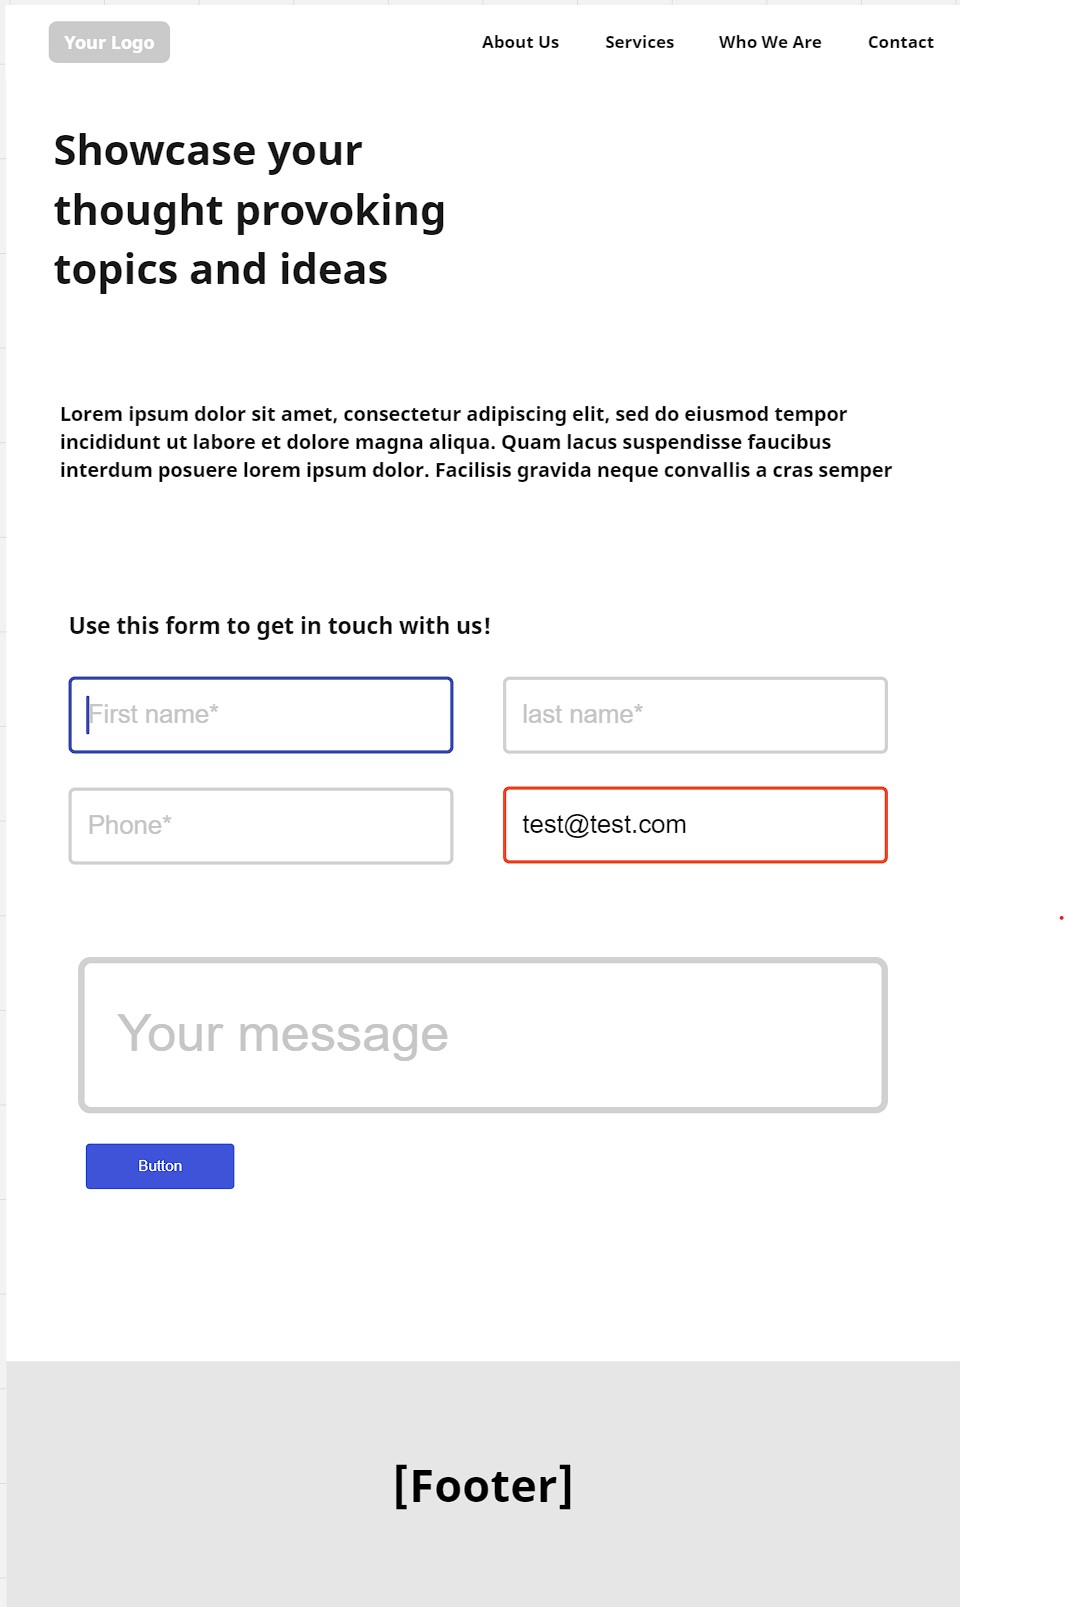 Your Logo
About Us Services Who We Are Contact
Showcase your
thought provoking
topics and ideas
Lorem ipsum dolor sit amet, consectetur adipiscing elit, sed do eiusmod tempor
incididunt ut labore et dolore magna aliqua. Quam lacus suspendisse faucibus
interdum posuere lorem ipsum dolor. Facilisis gravida neque convallis a cras semper
Use this form to get in touch with us!
First name*
last name*
Phone*
test@test.com
Your message
Button
[Footer]